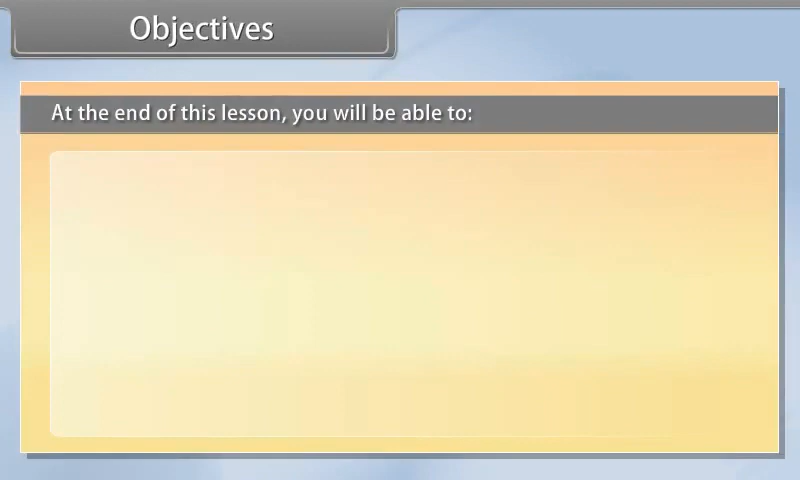 Objectives
At the end of this lesson, you will be able to: